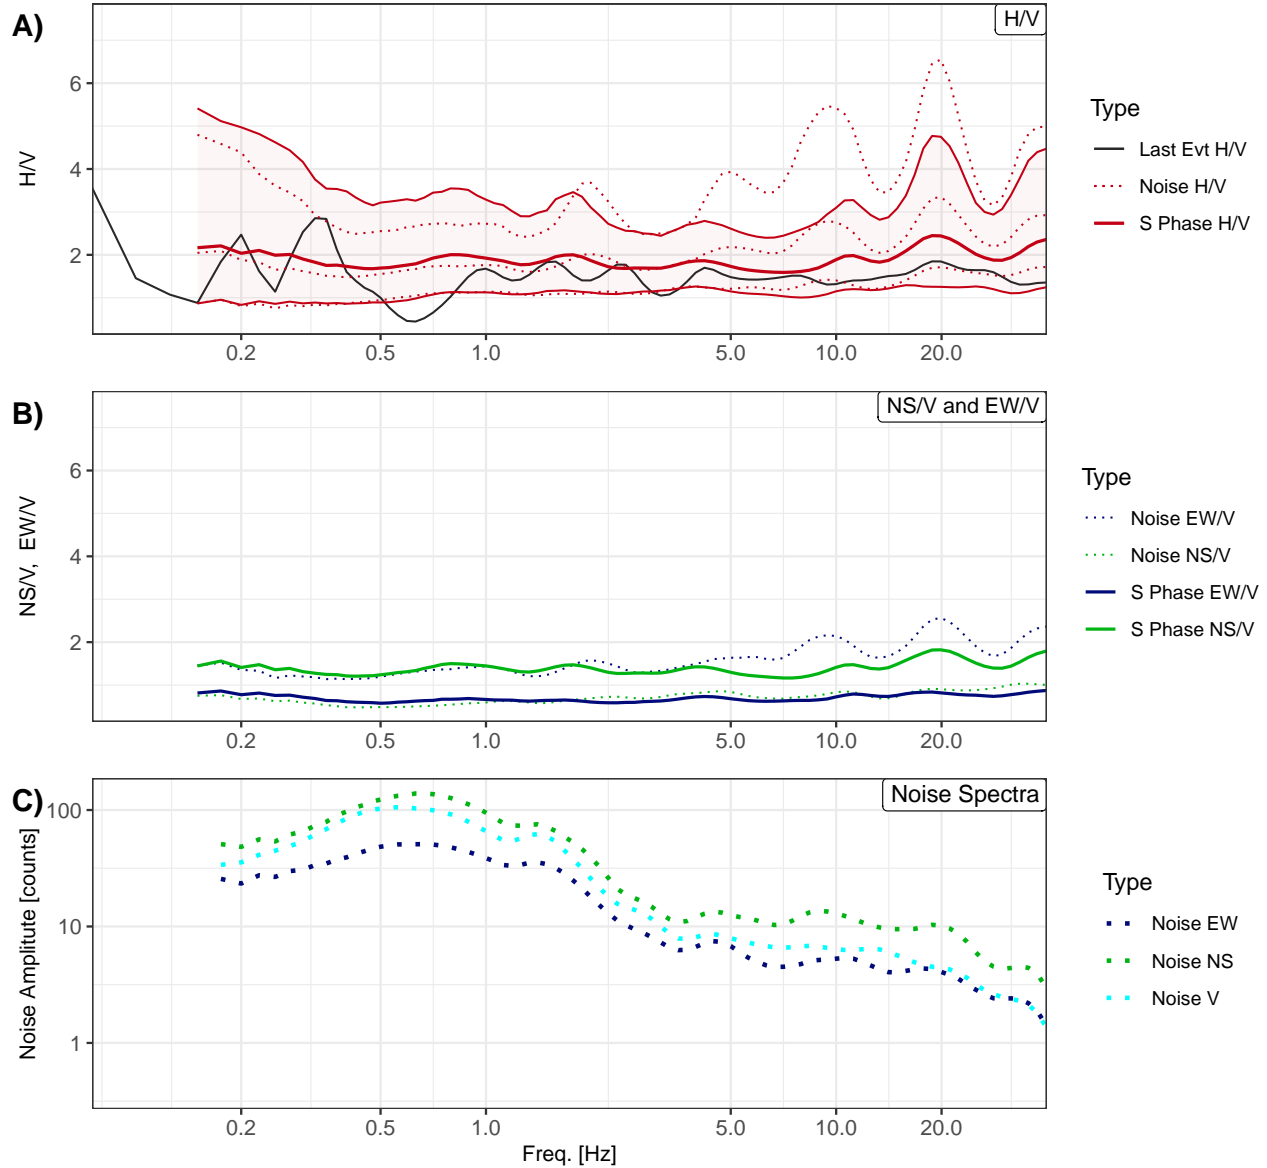 A)
H/V
6
4
2
H/V
0.2 0.5 1.0 5.0 10.0 20.0
Type
Last Evt H/V
Noise H/V
S Phase H/V
B)
NS/V and EW/V
6
4
2
NS/V, EW/V
0.2 0.5 1.0 5.0 10.0 20.0
Type
Noise EW/V
Noise NS/V
S Phase EW/V
S Phase NS/V
C)
Noise Spectra
100
10
1
Noise Amplitute [counts]
0.2 0.5 1.0 5.0 10.0 20.0
Freq. [Hz]
Type
Noise EW
Noise NS
Noise V